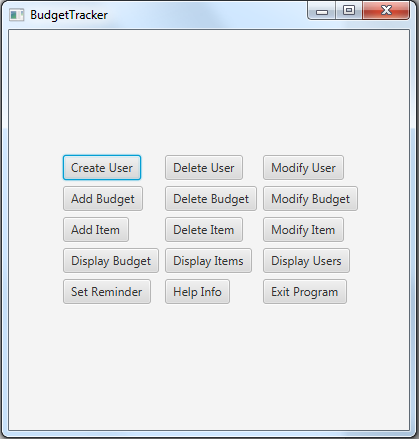 BudgetTracker
Create User Delete User Modify User
Add Budget Delete Budget Modify Budget
Add Item Delete Item Modify Item
Display Budget Display Items Display Users
Set Reminder Help Info Exit Program